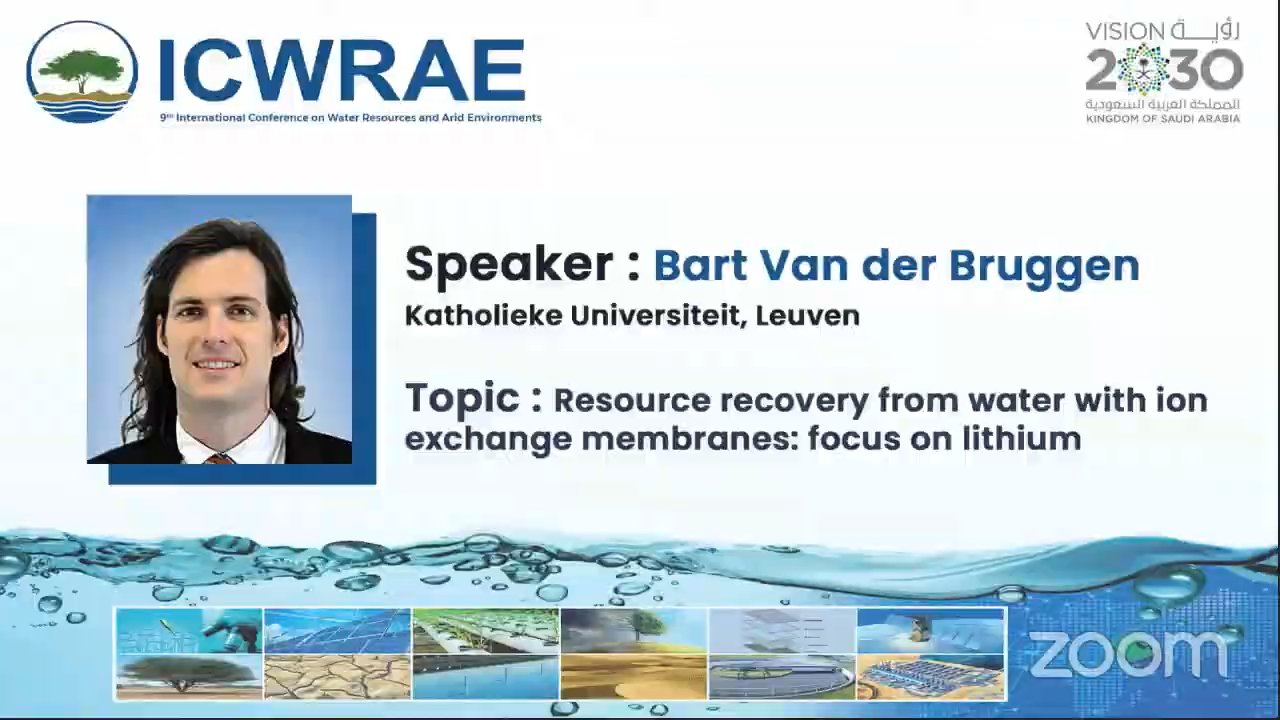 ICWRAE
9th International Conference on Water Resources and Arid Environments
VISION رؤيـــة
2030
المملكة العربية السعودية
KINGDOM OF SAUDI ARABIA
Speaker : Bart Van der Bruggen
Katholieke Universiteit, Leuven
Topic : Resource recovery from water with ion
exchange membranes: focus on lithium
zoom